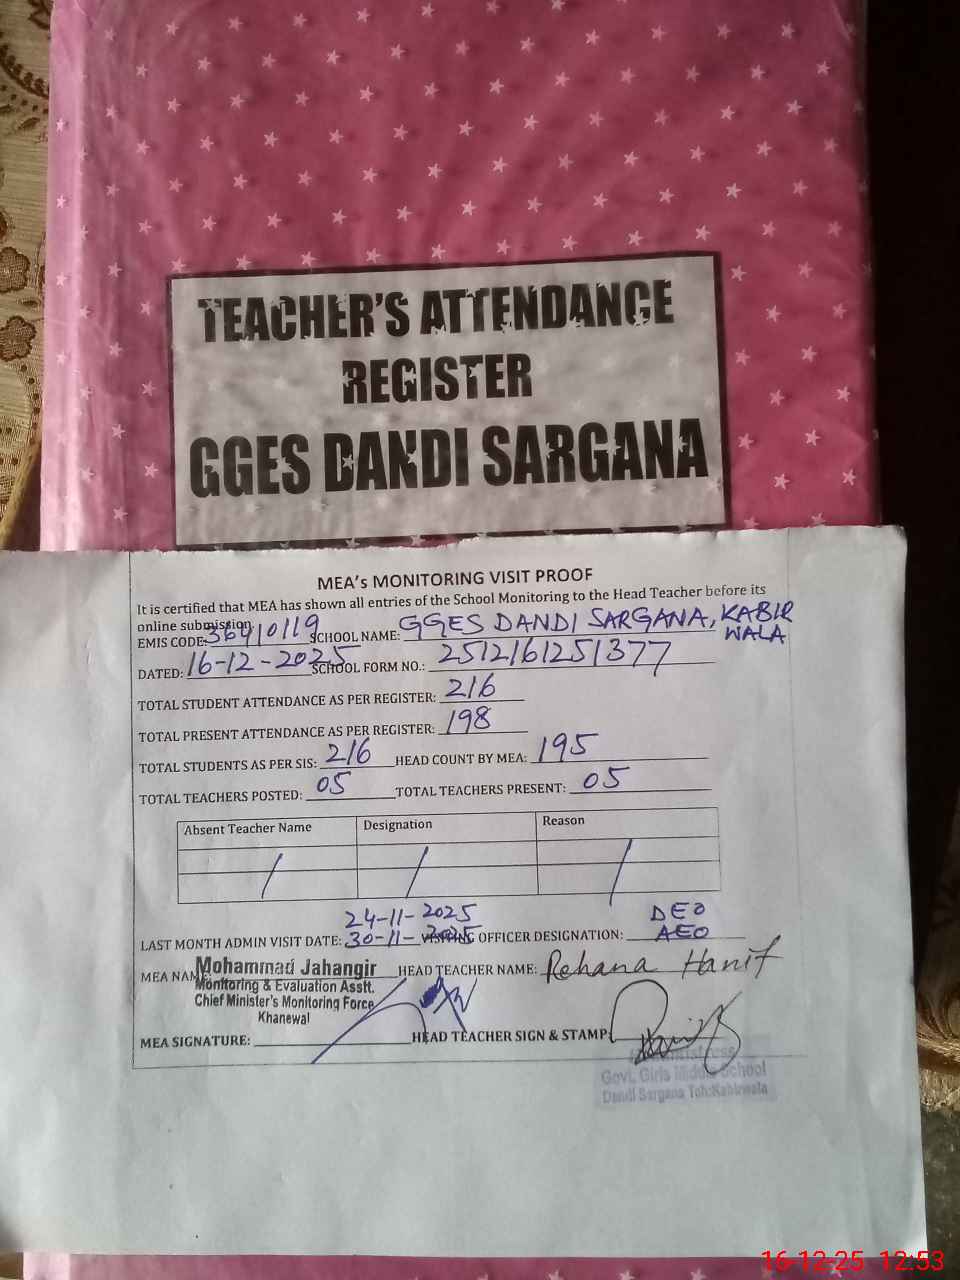 TEACHER'S ATTENDANCE
REGISTER
GGES DANDI SARGANA
MEA's MONITORING VISIT PROOF
It is certified that MEA has shown all entries of the School Monitoring to the Head Teacher before its
online submission.
EMIS CODE: 36410119 SCHOOL NAME: GGES DANDI SARGANA, KABIR WALA
DATED: 16-12-2025 SCHOOL FORM NO.: 2512161251377
TOTAL STUDENT ATTENDANCE AS PER REGISTER: 216
TOTAL PRESENT ATTENDANCE AS PER REGISTER: 198
TOTAL STUDENTS AS PER SIS: 216 HEAD COUNT BY MEA: 195
TOTAL TEACHERS POSTED: 05 TOTAL TEACHERS PRESENT: 05
Absent Teacher Name Designation Reason
24-11-2025 DEO
LAST MONTH ADMIN VISIT DATE: 30-11-2025 VISITING OFFICER DESIGNATION: AEO
MEA NAME: Mohammad Jahangir HEAD TEACHER NAME: Rehana Hanif
Monitoring & Evaluation Asstt.
Chief Minister's Monitoring Force
Khanewal
MEA SIGNATURE: HEAD TEACHER SIGN & STAMP:
Govt. Girls Middle School
Dandi Sargana Teh:Kabirwala
16-12-25 12:53